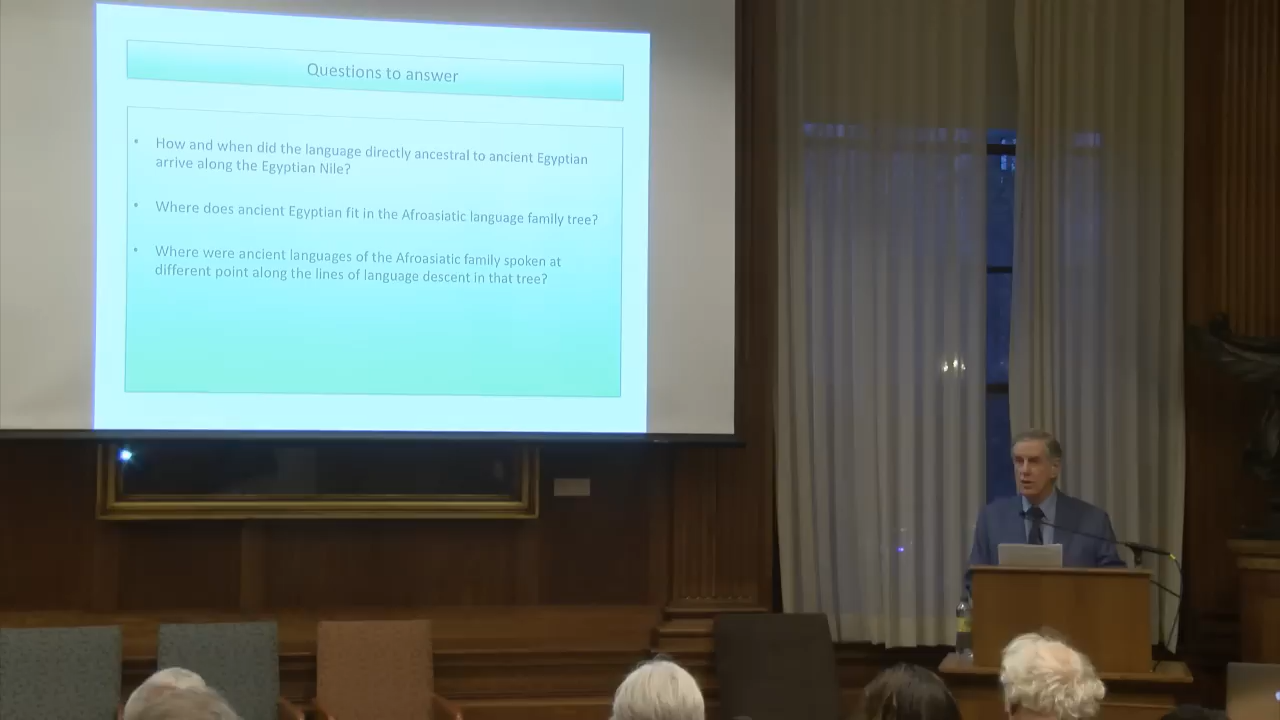 Questions to answer
• How and when did the language directly ancestral to ancient Egyptian
arrive along the Egyptian Nile?
• Where does ancient Egyptian fit in the Afroasiatic language family tree?
• Where were ancient languages of the Afroasiatic family spoken at
different point along the lines of language descent in that tree?